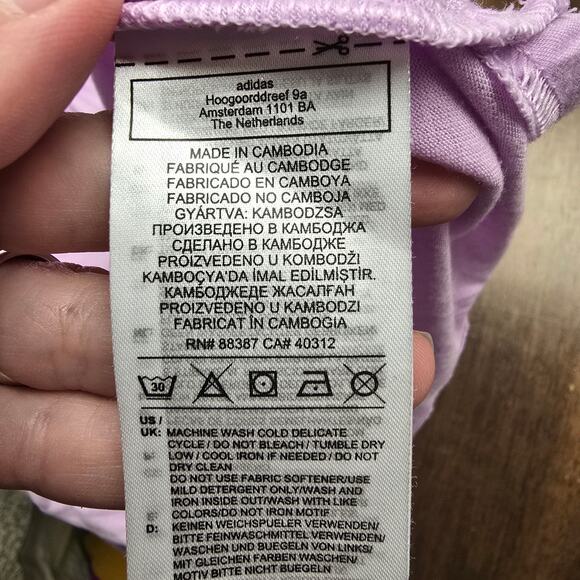 adidas
Hoogoorddreef 9a
Amsterdam 1101 BA
The Netherlands
MADE IN CAMBODIA
FABRIQUÉ AU CAMBODGE
FABRICADO EN CAMBOYA
FABRICADO NO CAMBOJA
GYÁRTVA: KAMBODZSA
ПРОИЗВЕДЕНО В КАМБОДЖА
СДЕЛАНО В КАМБОДЖЕ
PROIZVEDENO U KOMBODŽI
KAMBOÇYA'DA İMAL EDİLMİŞTİR.
КАМБОДЖЕДЕ ЖАСАЛҒАН
PROIZVEDENO U KAMBODZI
FABRICAT ÎN CAMBOGIA
RN# 88387 CA# 40312
30
US /
UK: MACHINE WASH COLD DELICATE
CYCLE / DO NOT BLEACH / TUMBLE DRY
LOW / COOL IRON IF NEEDED / DO NOT
DRY CLEAN
DO NOT USE FABRIC SOFTENER/USE
MILD DETERGENT ONLY/WASH AND
IRON INSIDE OUT/WASH WITH LIKE
COLORS/DO NOT IRON MOTIF
D: KEINEN WEICHSPUELER VERWENDEN/
BITTE FEINWASCHMITTEL VERWENDEN/
WASCHEN UND BUEGELN VON LINKS/
MIT GLEICHEN FARBEN WASCHEN/
MOTIV BITTE NICHT BUEGELN